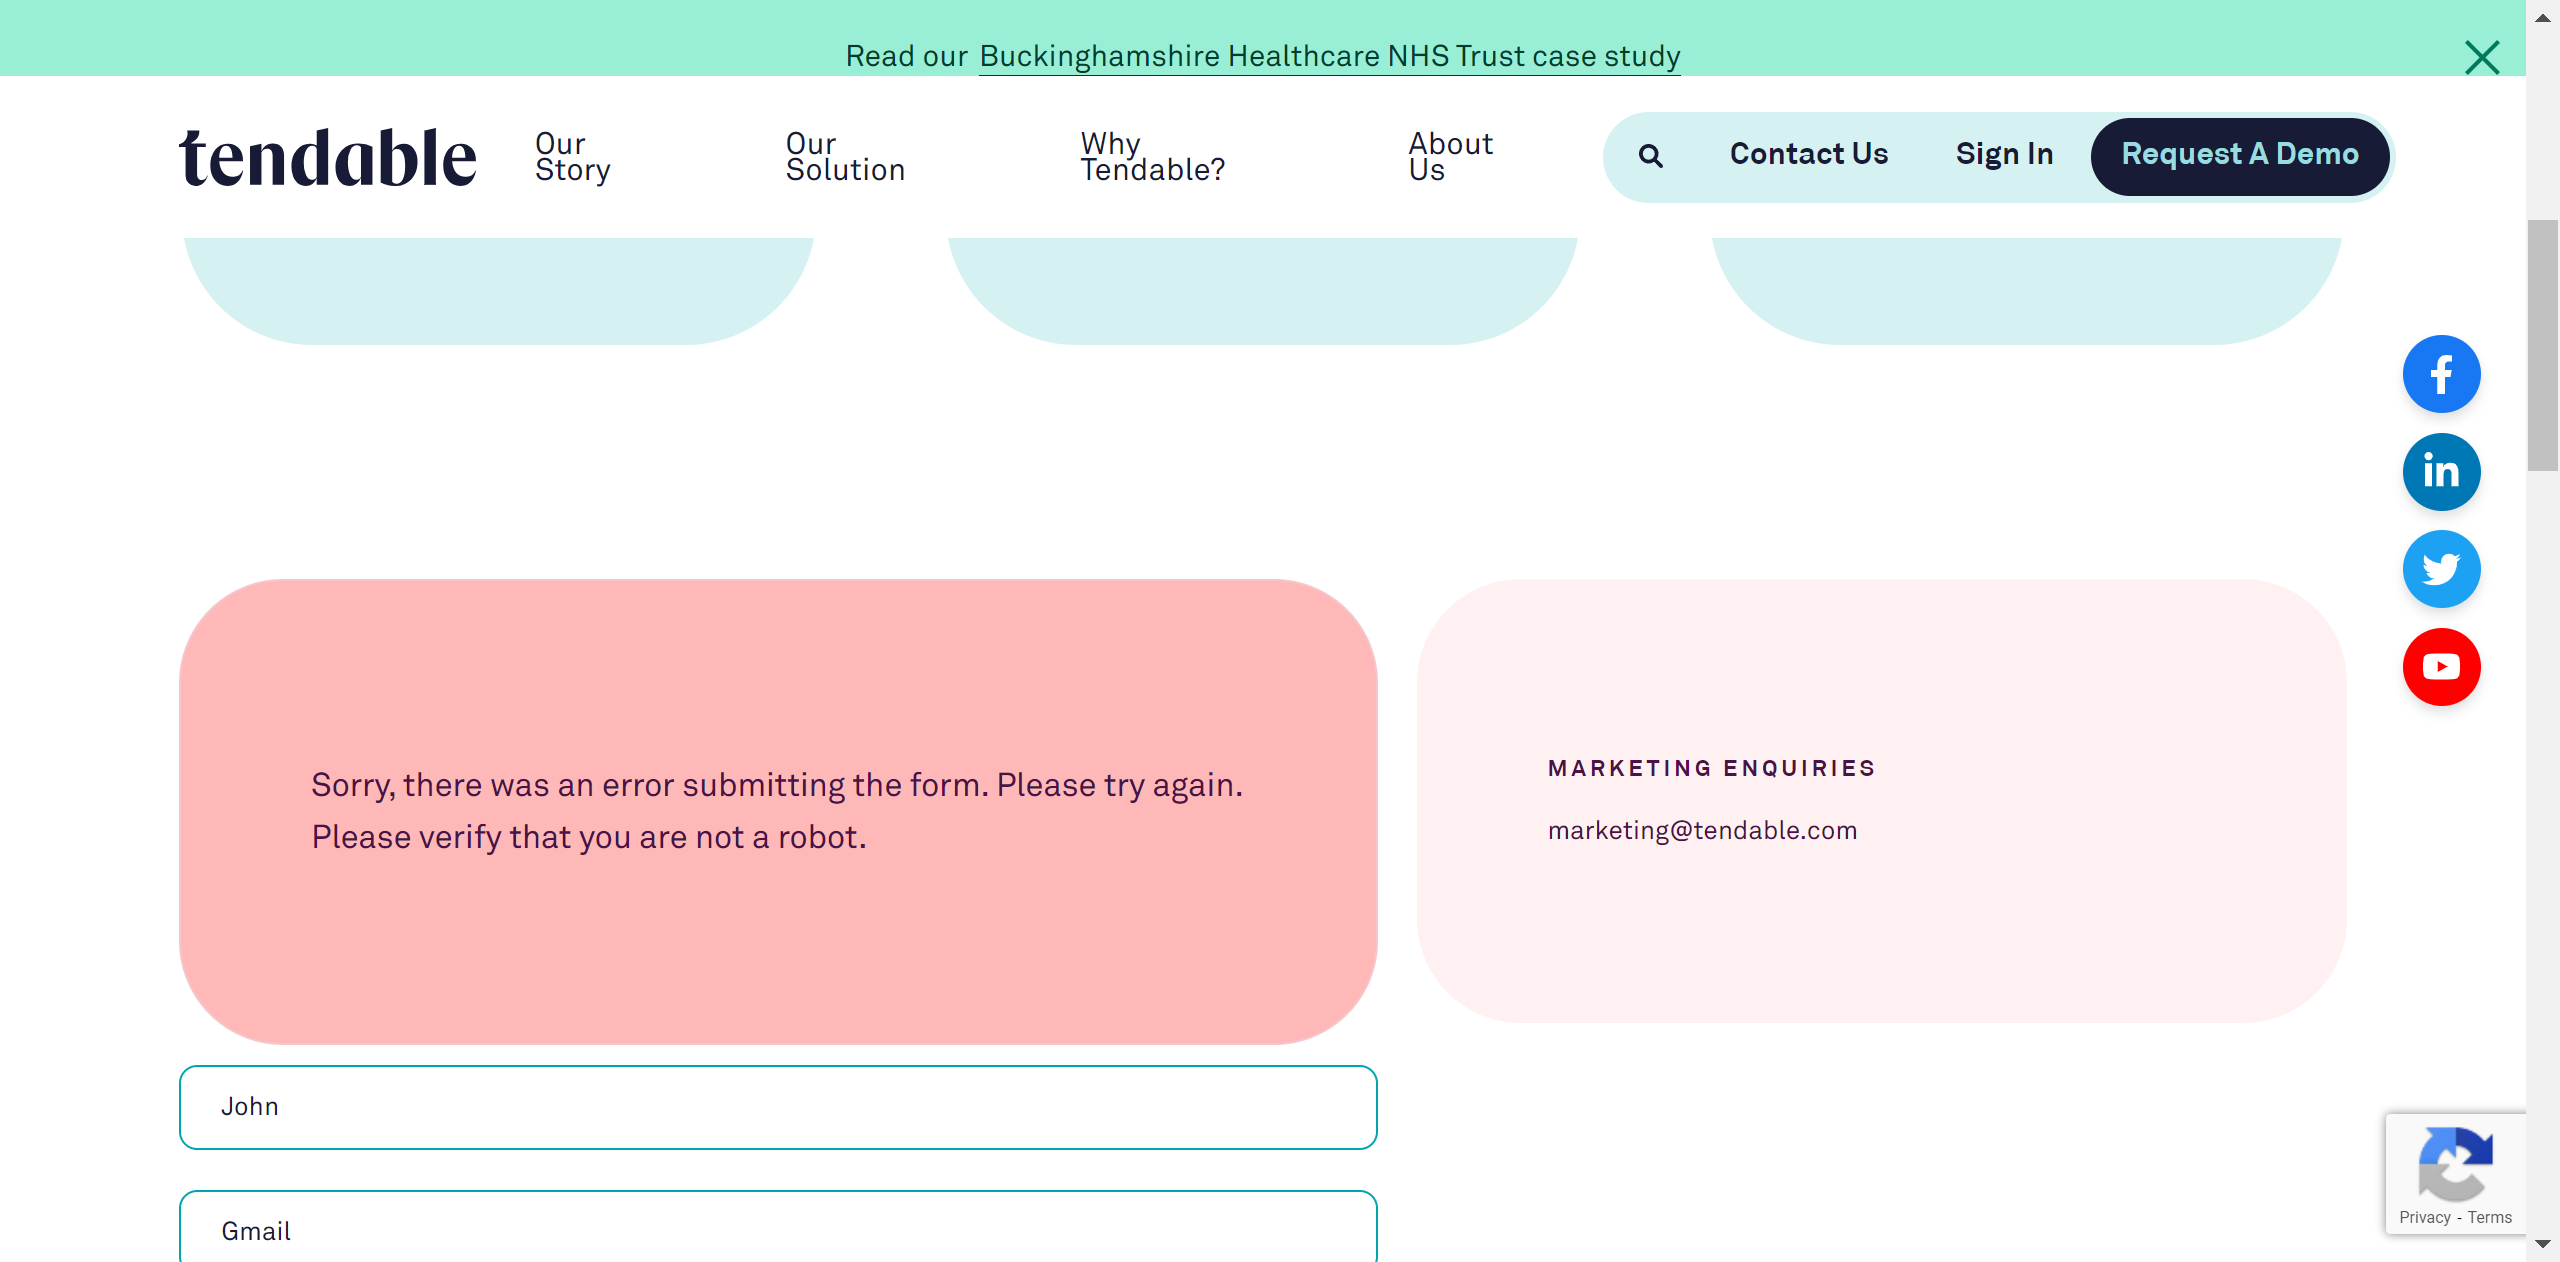 Read our Buckinghamshire Healthcare NHS Trust case study
tendable
Our
Story
Our
Solution
Why
Tendable?
About
Us
Contact Us
Sign In
Request A Demo
Sorry, there was an error submitting the form. Please try again.
Please verify that you are not a robot.
MARKETING ENQUIRIES
marketing@tendable.com
John
Gmail
Privacy - Terms